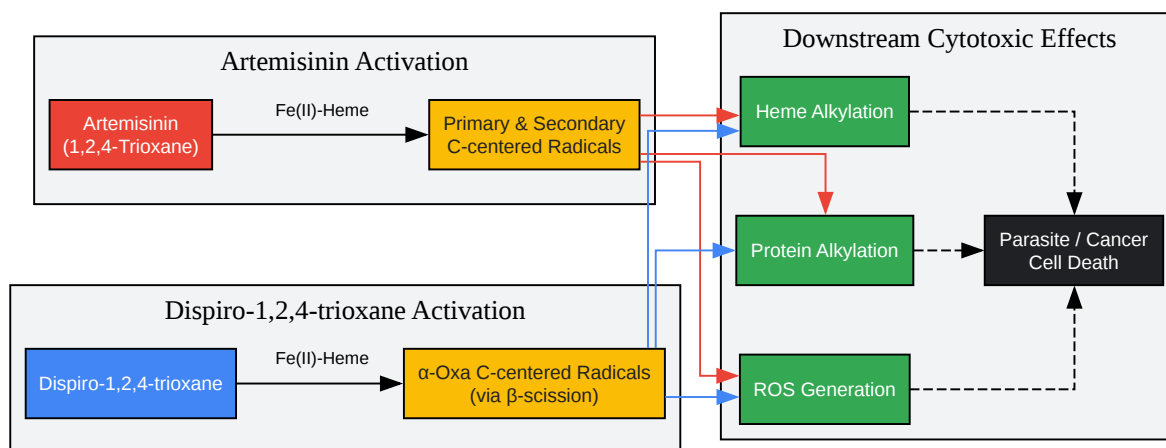 Artemisinin Activation
Artemisinin
(1,2,4-Trioxane)
Fe(II)-Heme
Primary & Secondary
C-centered Radicals
Dispiro-1,2,4-trioxane Activation
Dispiro-1,2,4-trioxane
Fe(II)-Heme
α-Oxa C-centered Radicals
(via β-scission)
Downstream Cytotoxic Effects
Heme Alkylation
Protein Alkylation
ROS Generation
Parasite / Cancer
Cell Death